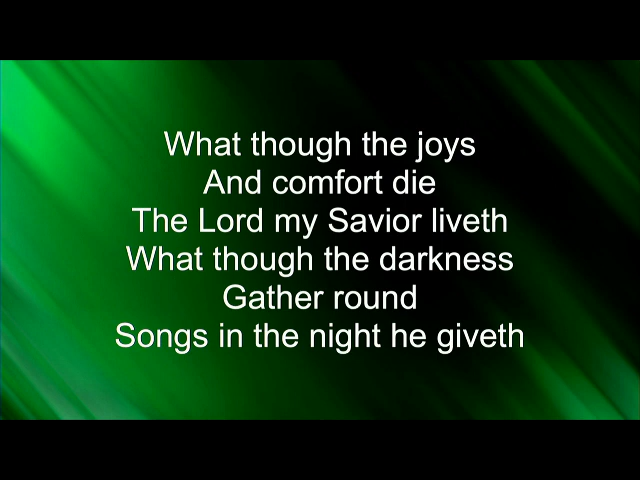 What though the joys
And comfort die
The Lord my Savior liveth
What though the darkness
Gather round
Songs in the night he giveth